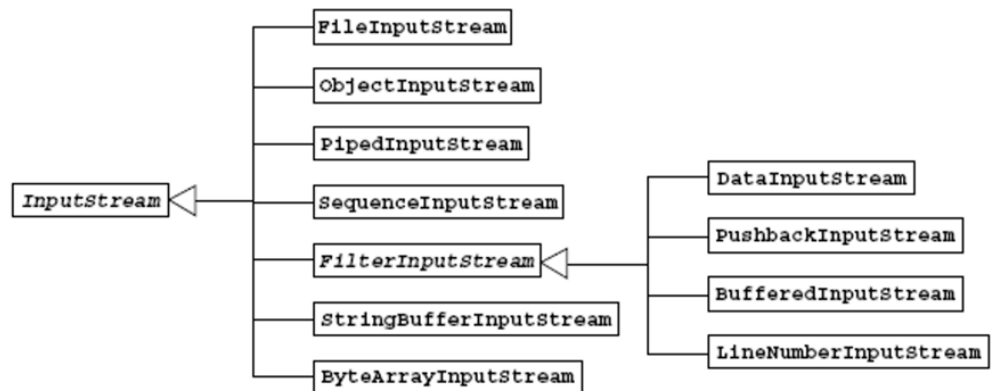 FileInputStream
ObjectInputStream
PipedInputStream
DataInputStream
InputStream
SequenceInputStream
PushbackInputStream
FilterInputStream
BufferedInputStream
StringBufferInputStream
LineNumberInputStream
ByteArrayInputStream